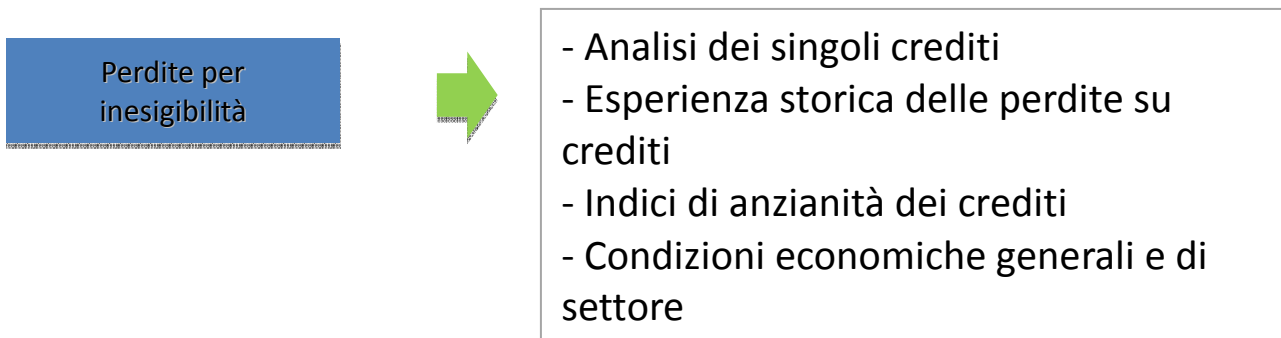 Perdite per
inesigibilità
- Analisi dei singoli crediti
- Esperienza storica delle perdite su
crediti
- Indici di anzianità dei crediti
- Condizioni economiche generali e di
settore